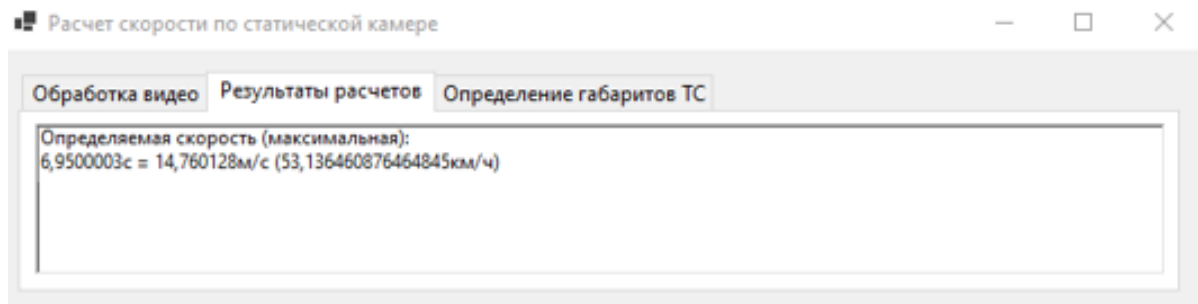 Расчет скорости по статической камере
Обработка видео Результаты расчетов Определение габаритов ТС
Определяемая скорость (максимальная):
6,9500003с = 14,760128м/с (53,136460876464845км/ч)